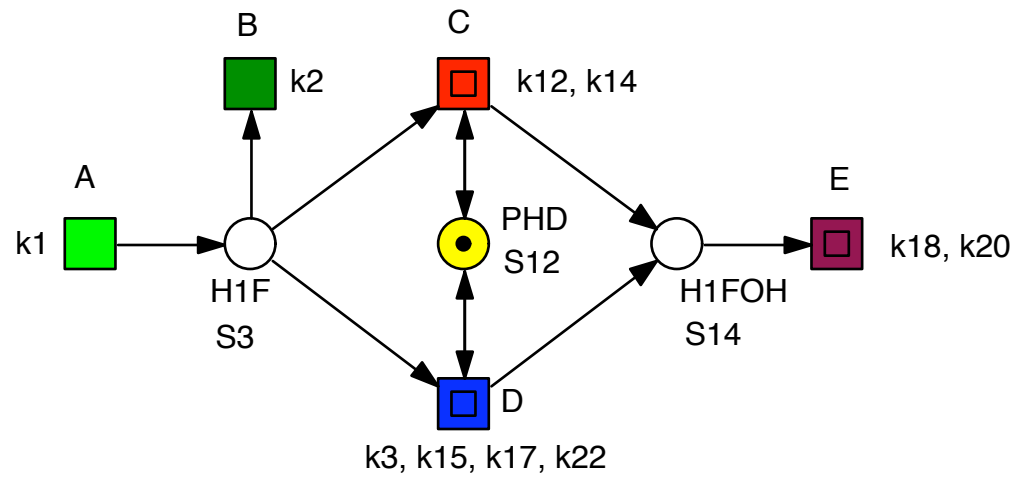 B
C
k2
k12, k14
A
E
k1
PHD
S12
k18, k20
H1F
S3
H1FOH
S14
D
k3, k15, k17, k22